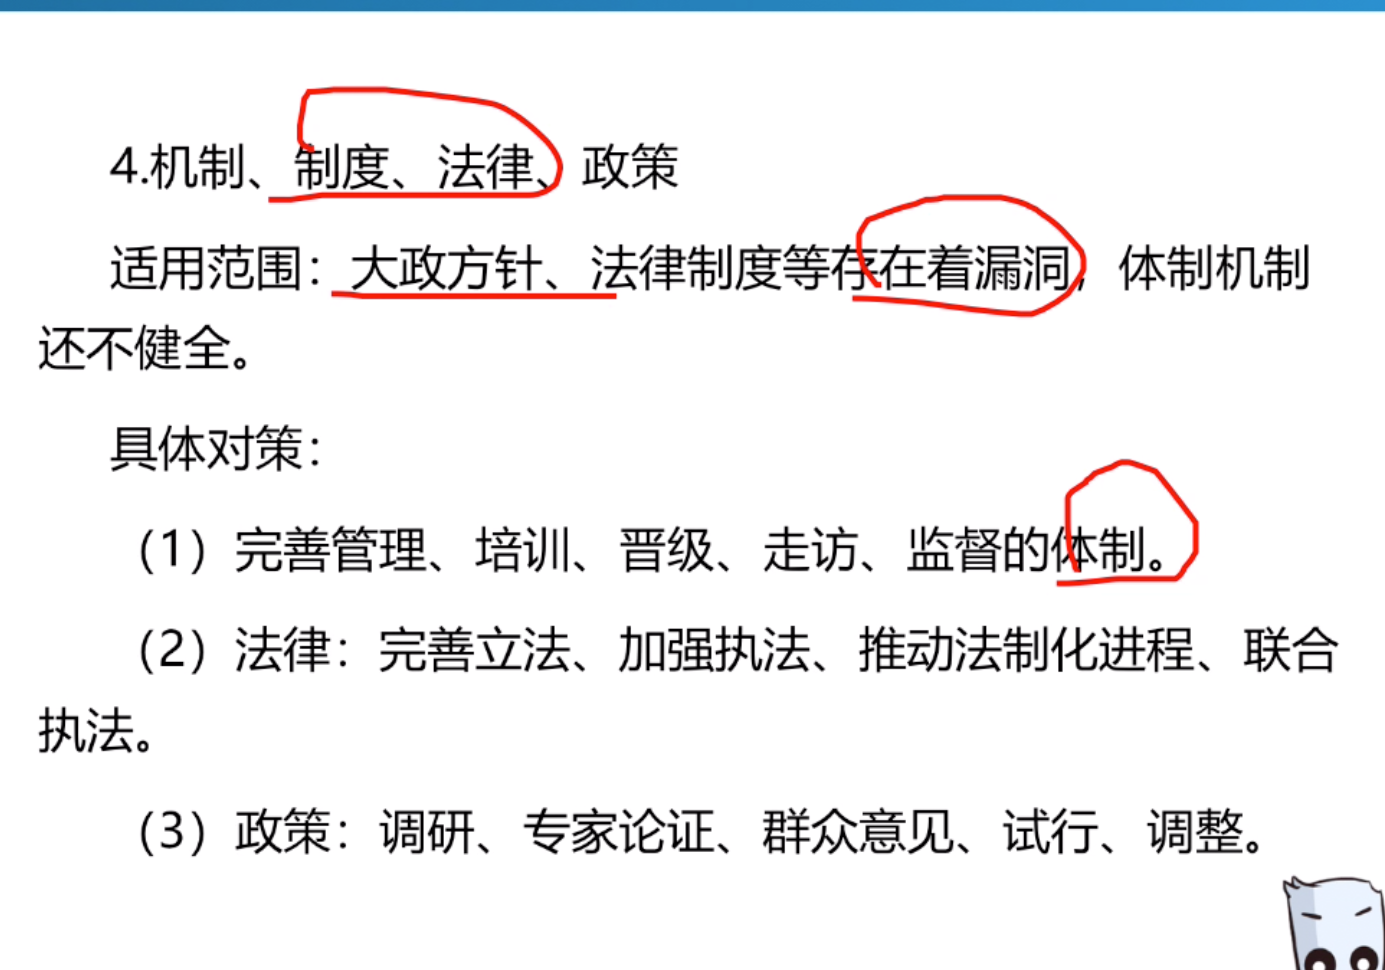 4.机制、制度、法律、政策
适用范围：大政方针、法律制度等存在着漏洞，体制机制
还不健全。
具体对策：
（1）完善管理、培训、晋级、走访、监督的体制。
（2）法律：完善立法、加强执法、推动法制化进程、联合
执法。
（3）政策：调研、专家论证、群众意见、试行、调整。